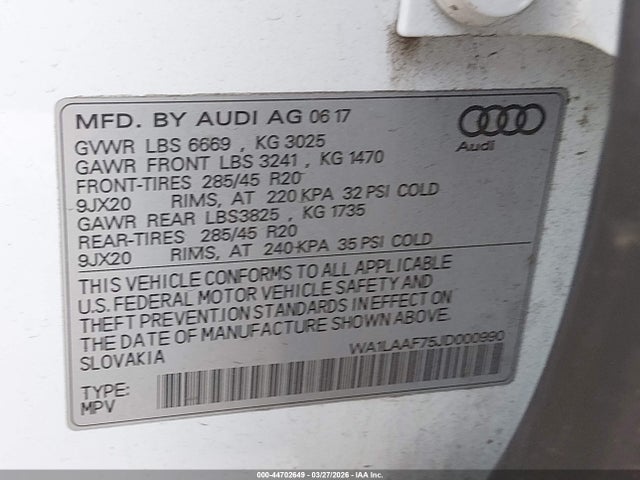 MFD. BY AUDI AG 06 17
Audi
GVWR LBS 6669 , KG 3025
GAWR FRONT LBS 3241 , KG 1470
FRONT-TIRES 285/45 R20
9JX20 RIMS, AT 220 KPA 32 PSI COLD
GAWR REAR LBS3825 , KG 1735
REAR-TIRES 285/45 R20
9JX20 RIMS, AT 240 KPA 35 PSI COLD
THIS VEHICLE CONFORMS TO ALL APPLICABLE
U.S. FEDERAL MOTOR VEHICLE SAFETY AND
THEFT PREVENTION STANDARDS IN EFFECT ON
THE DATE OF MANUFACTURE SHOWN ABOVE.
SLOVAKIA
WA1LAAF75JD000990
TYPE:
MPV
000-44702649 | 03/27/2026 | IAA Inc.